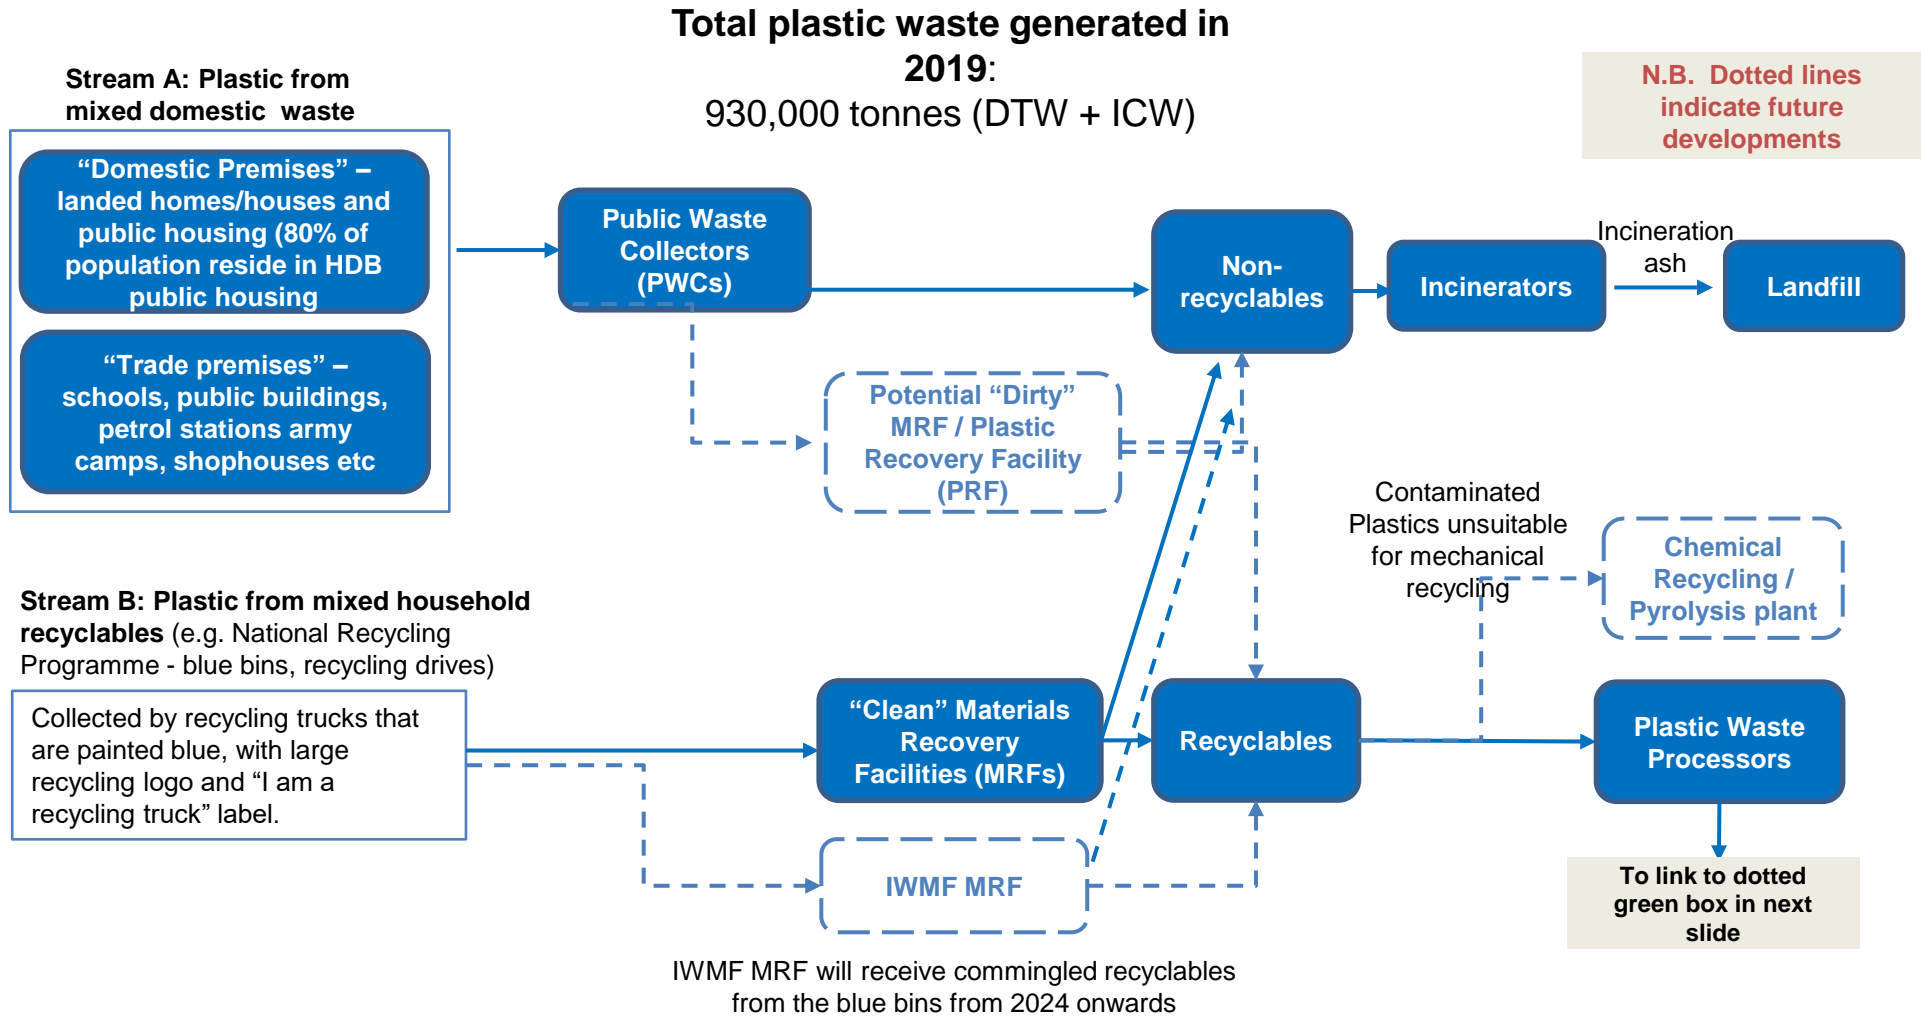 Total plastic waste generated in
2019:
930,000 tonnes (DTW + ICW)
N.B. Dotted lines
indicate future
developments
Stream A: Plastic from
mixed domestic waste
“Domestic Premises” –
landed homes/houses and
public housing (80% of
population reside in HDB
public housing
“Trade premises” –
schools, public buildings,
petrol stations army
camps, shophouses etc
Public Waste
Collectors
(PWCs)
Non-
recyclables
Incinerators
Incineration
ash
Landfill
Potential “Dirty”
MRF / Plastic
Recovery Facility
(PRF)
Contaminated
Plastics unsuitable
for mechanical
recycling
Chemical
Recycling /
Pyrolysis plant
Stream B: Plastic from mixed household
recyclables (e.g. National Recycling
Programme - blue bins, recycling drives)
Collected by recycling trucks that
are painted blue, with large
recycling logo and “I am a
recycling truck” label.
“Clean” Materials
Recovery
Facilities (MRFs)
Recyclables
Plastic Waste
Processors
IWMF MRF
To link to dotted
green box in next
slide
IWMF MRF will receive commingled recyclables
from the blue bins from 2024 onwards